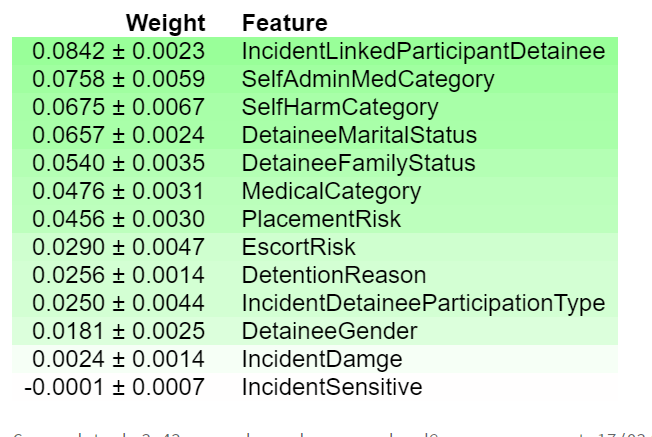 Weight Feature
0.0842 ± 0.0023 IncidentLinkedParticipantDetainee
0.0758 ± 0.0059 SelfAdminMedCategory
0.0675 ± 0.0067 SelfHarmCategory
0.0657 ± 0.0024 DetaineeMaritalStatus
0.0540 ± 0.0035 DetaineeFamilyStatus
0.0476 ± 0.0031 MedicalCategory
0.0456 ± 0.0030 PlacementRisk
0.0290 ± 0.0047 EscortRisk
0.0256 ± 0.0014 DetentionReason
0.0250 ± 0.0044 IncidentDetaineeParticipationType
0.0181 ± 0.0025 DetaineeGender
0.0024 ± 0.0014 IncidentDamge
-0.0001 ± 0.0007 IncidentSensitive